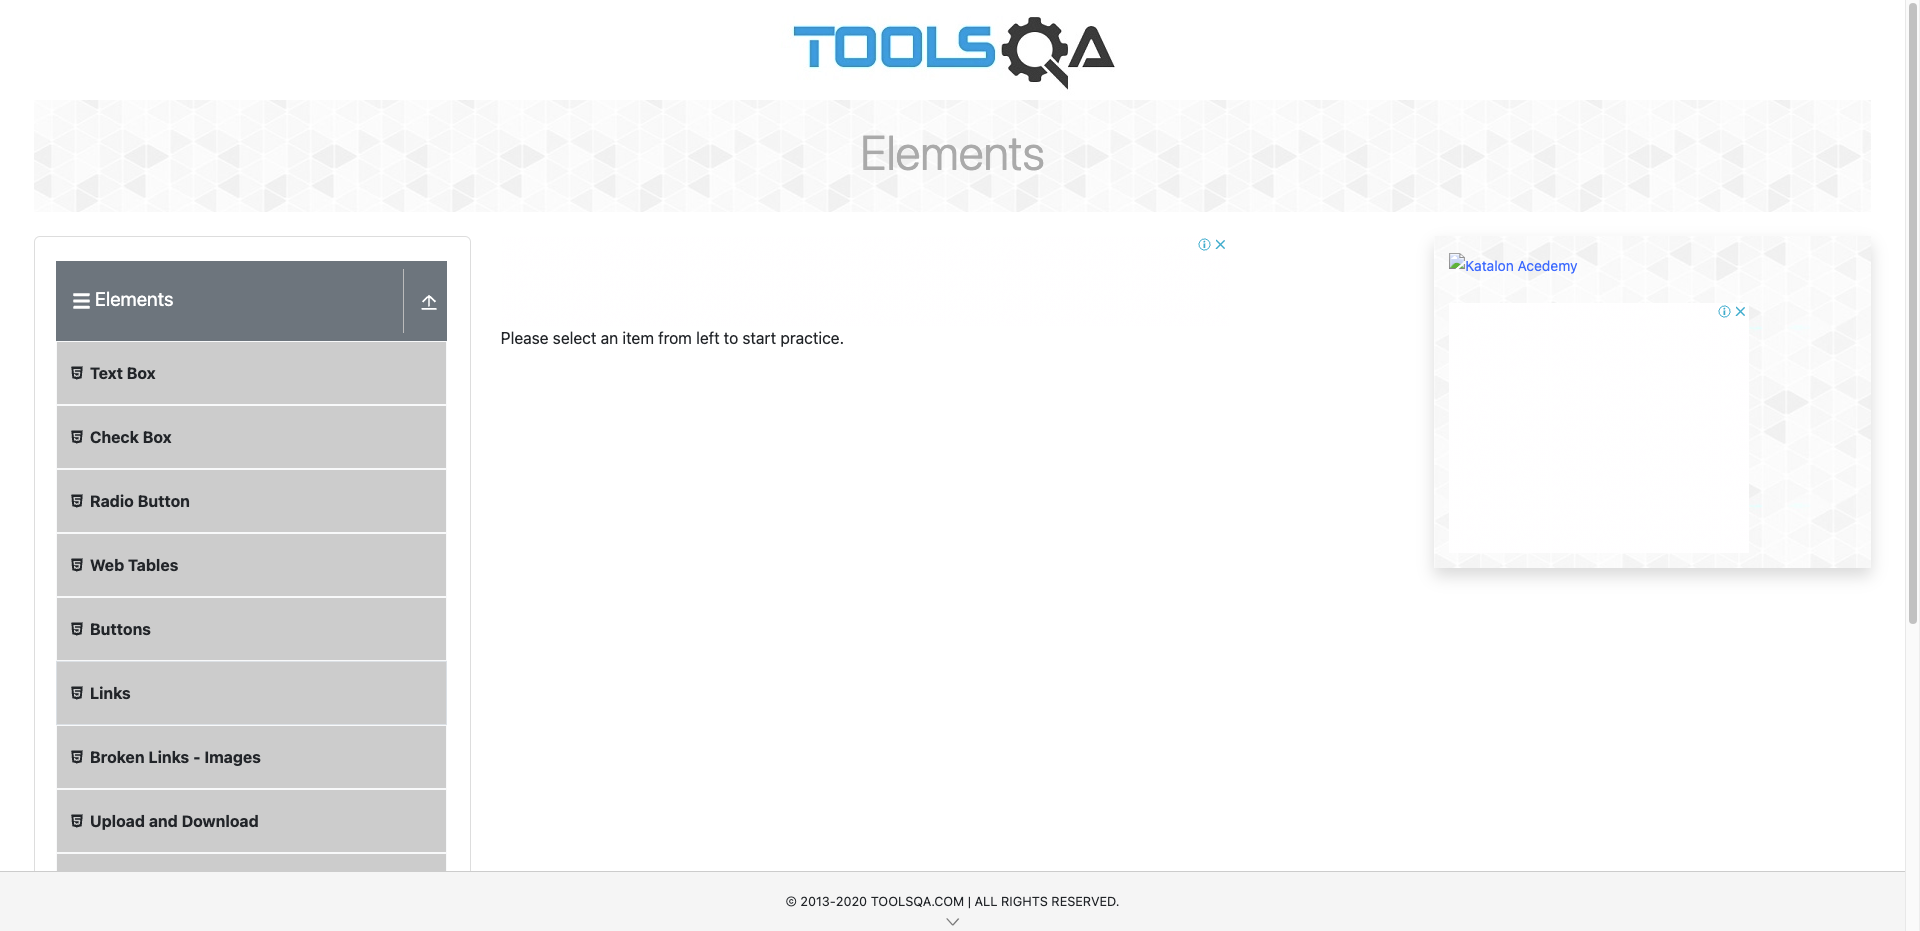 TOOLSQA
Elements
Elements
Text Box
Check Box
Radio Button
Web Tables
Buttons
Links
Broken Links - Images
Upload and Download
Please select an item from left to start practice.
Katalon Acedemy
© 2013-2020 TOOLSQA.COM | ALL RIGHTS RESERVED.